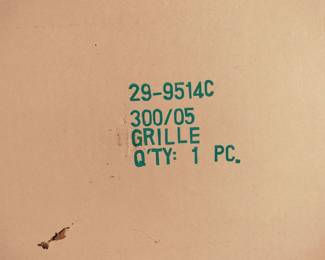 29-9514C
300/05
GRILLE
Q'TY: 1 PC.